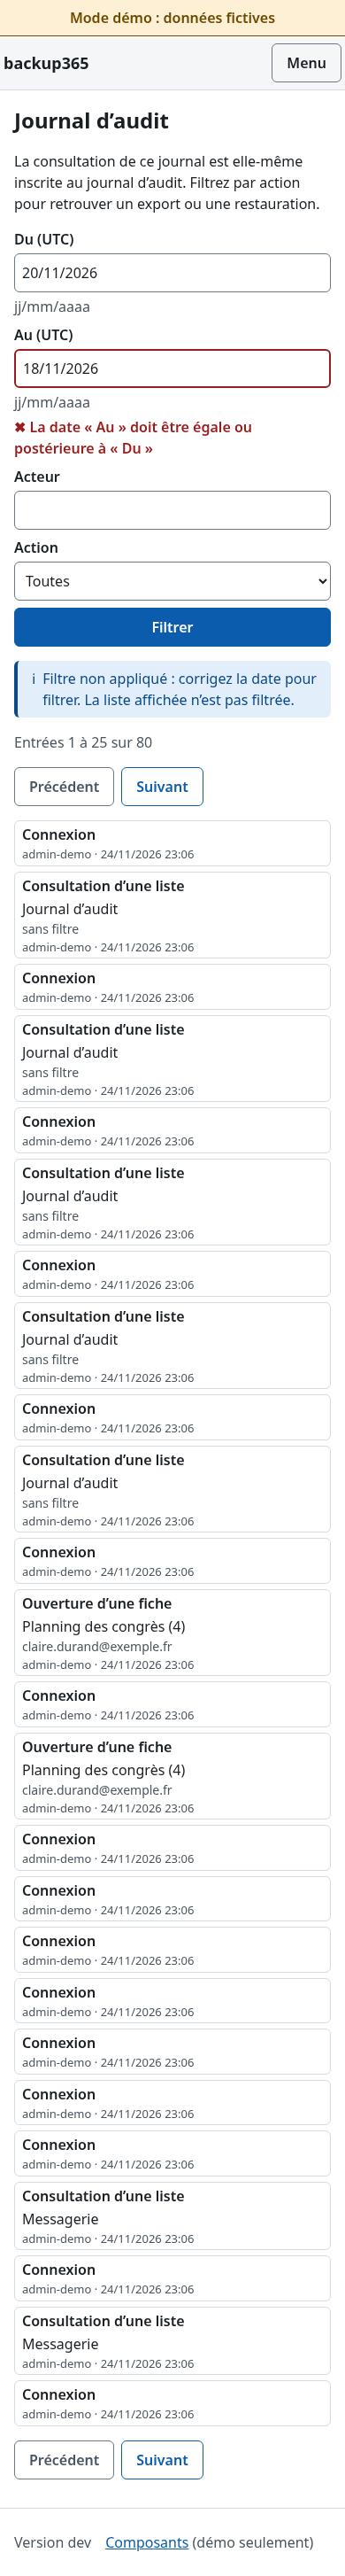 Mode démo : données fictives
backup365
Menu
Journal d’audit
La consultation de ce journal est elle-même
inscrite au journal d’audit. Filtrez par action
pour retrouver un export ou une restauration.
Du (UTC)
20/11/2026
jj/mm/aaaa
Au (UTC)
18/11/2026
jj/mm/aaaa
✖ La date « Au » doit être égale ou
postérieure à « Du »
Acteur
Action
Toutes
Filtrer
i Filtre non appliqué : corrigez la date pour
filtrer. La liste affichée n’est pas filtrée.
Entrées 1 à 25 sur 80
Précédent
Suivant
Connexion
admin-demo · 24/11/2026 23:06
Consultation d’une liste
Journal d’audit
sans filtre
admin-demo · 24/11/2026 23:06
Connexion
admin-demo · 24/11/2026 23:06
Consultation d’une liste
Journal d’audit
sans filtre
admin-demo · 24/11/2026 23:06
Connexion
admin-demo · 24/11/2026 23:06
Consultation d’une liste
Journal d’audit
sans filtre
admin-demo · 24/11/2026 23:06
Connexion
admin-demo · 24/11/2026 23:06
Consultation d’une liste
Journal d’audit
sans filtre
admin-demo · 24/11/2026 23:06
Connexion
admin-demo · 24/11/2026 23:06
Consultation d’une liste
Journal d’audit
sans filtre
admin-demo · 24/11/2026 23:06
Connexion
admin-demo · 24/11/2026 23:06
Ouverture d’une fiche
Planning des congrès (4)
claire.durand@exemple.fr
admin-demo · 24/11/2026 23:06
Connexion
admin-demo · 24/11/2026 23:06
Ouverture d’une fiche
Planning des congrès (4)
claire.durand@exemple.fr
admin-demo · 24/11/2026 23:06
Connexion
admin-demo · 24/11/2026 23:06
Connexion
admin-demo · 24/11/2026 23:06
Connexion
admin-demo · 24/11/2026 23:06
Connexion
admin-demo · 24/11/2026 23:06
Connexion
admin-demo · 24/11/2026 23:06
Connexion
admin-demo · 24/11/2026 23:06
Connexion
admin-demo · 24/11/2026 23:06
Consultation d’une liste
Messagerie
admin-demo · 24/11/2026 23:06
Connexion
admin-demo · 24/11/2026 23:06
Consultation d’une liste
Messagerie
admin-demo · 24/11/2026 23:06
Connexion
admin-demo · 24/11/2026 23:06
Précédent
Suivant
Version dev Composants (démo seulement)